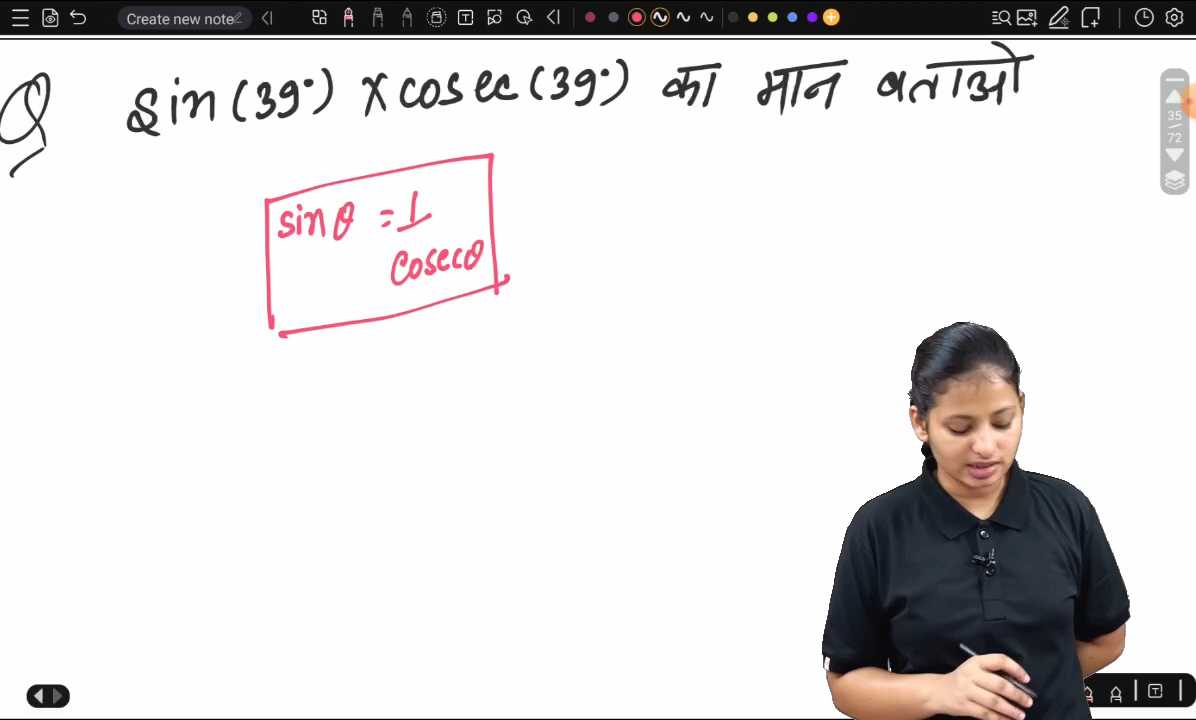 Create new note
Q sin(39°) x cosec(39°) का मान बताओ
sinθ = 1
cosecθ
35
72